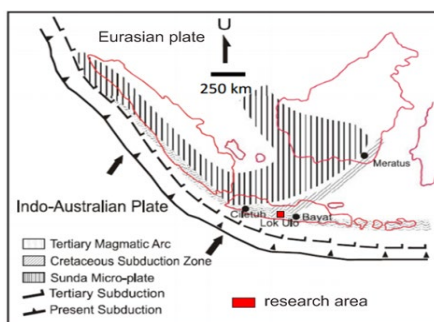 U
Eurasian plate
250 km
Meratus
Indo-Australian Plate
Ciletuh
Bayat
Lok Ulo
Tertiary Magmatic Arc
Cretaceous Subduction Zone
Sunda Micro-plate
Tertiary Subduction
Present Subduction
research area